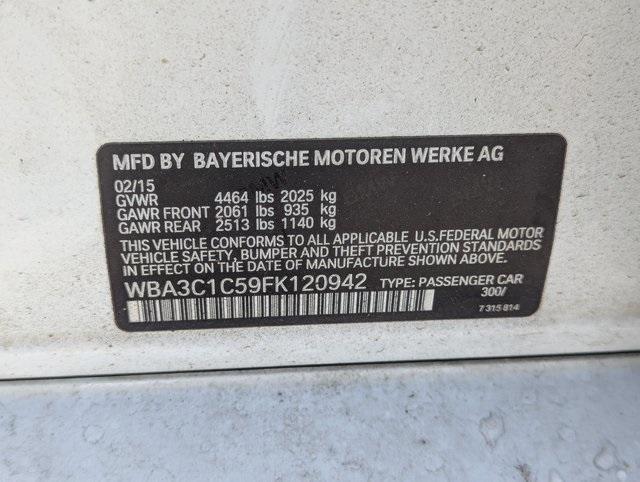 MFD BY BAYERISCHE MOTOREN WERKE AG
02/15
GVWR 4464 lbs 2025 kg
GAWR FRONT 2061 lbs 935 kg
GAWR REAR 2513 lbs 1140 kg
THIS VEHICLE CONFORMS TO ALL APPLICABLE U.S.FEDERAL MOTOR
VEHICLE SAFETY, BUMPER AND THEFT PREVENTION STANDARDS
IN EFFECT ON THE DATE OF MANUFACTURE SHOWN ABOVE.
WBA3C1C59FK120942 TYPE: PASSENGER CAR
300/
7 315 814